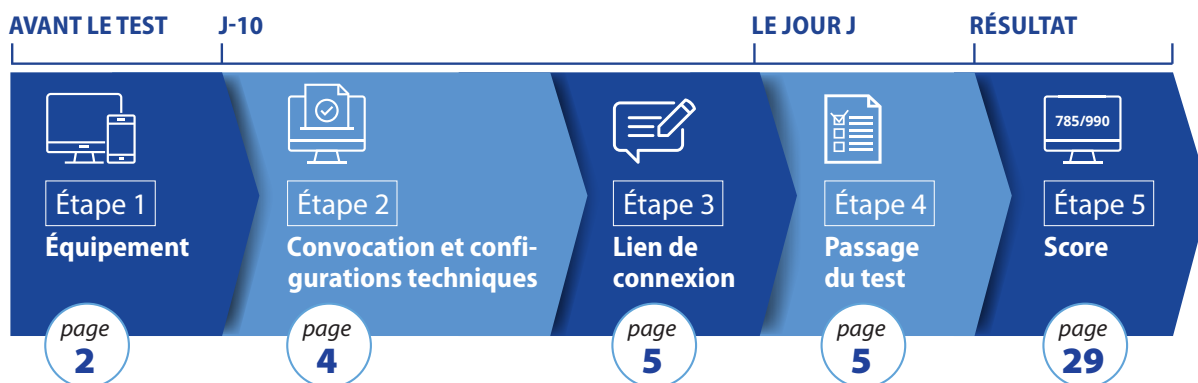 AVANT LE TEST
J-10
LE JOUR J
RÉSULTAT
Étape 1
Équipement
page
2
Étape 2
Convocation et confi-
gurations techniques
page
4
Étape 3
Lien de
connexion
page
5
Étape 4
Passage
du test
page
5
785/990
Étape 5
Score
page
29